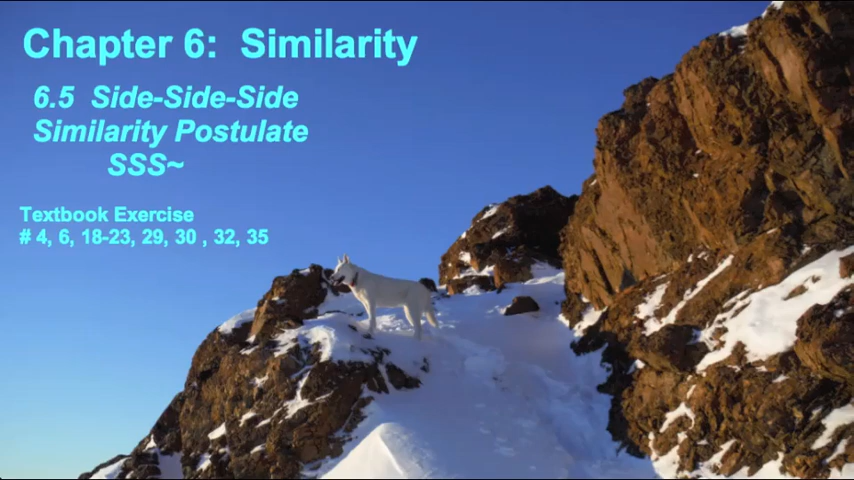 Chapter 6:  Similarity
6.5  Side-Side-Side
Similarity Postulate
SSS~
Textbook Exercise
# 4, 6, 18-23, 29, 30 , 32, 35